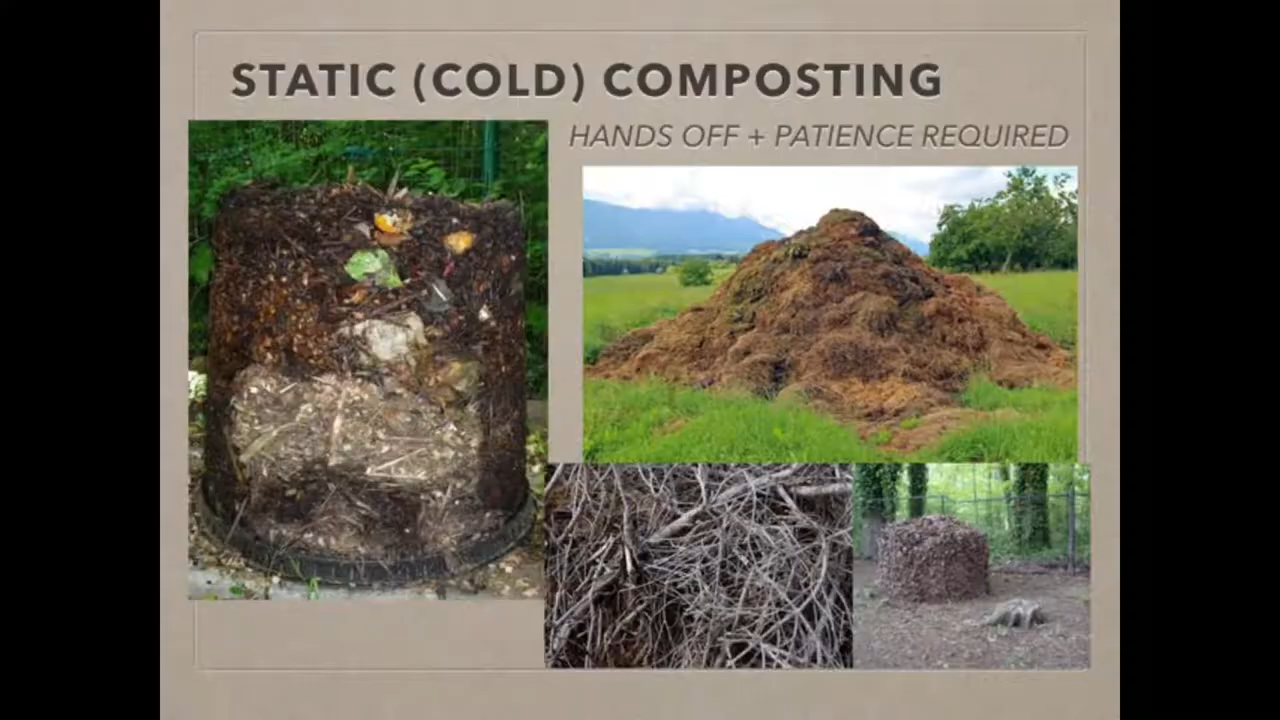 STATIC (COLD) COMPOSTING
HANDS OFF + PATIENCE REQUIRED